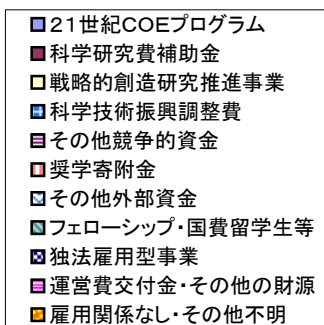 21世紀COEプログラム
科学研究費補助金
戦略的創造研究推進事業
科学技術振興調整費
その他競争的資金
奨学寄附金
その他外部資金
フェローシップ・国費留学生等
独法雇用型事業
運営費交付金・その他の財源
雇用関係なし・その他不明